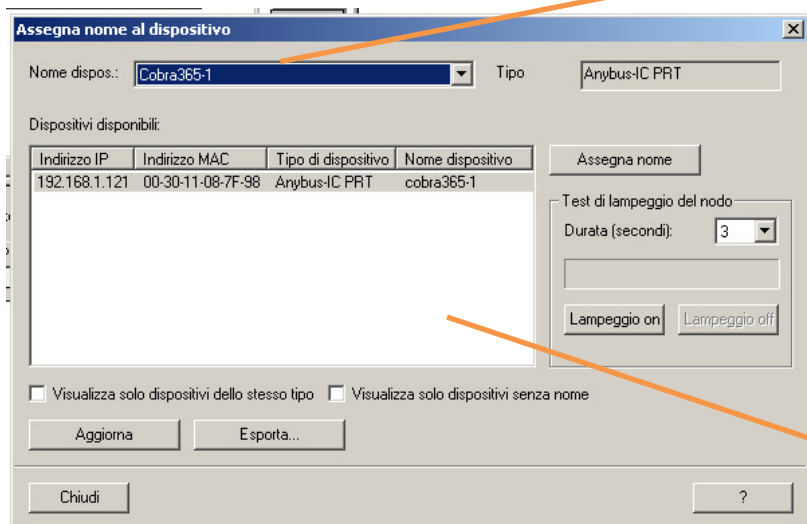 Assegna nome al dispositivo
Nome dispos.: Cobra365-1 Tipo Anybus-IC PRT
Dispositivi disponibili:
Indirizzo IP Indirizzo MAC Tipo di dispositivo Nome dispositivo
192.168.1.121 00-30-11-08-7F-98 Anybus-IC PRT cobra365-1
Assegna nome
Test di lampeggio del nodo
Durata (secondi): 3
Lampeggio on Lampeggio off
Visualizza solo dispositivi dello stesso tipo Visualizza solo dispositivi senza nome
Aggiorna Esporta...
Chiudi ?